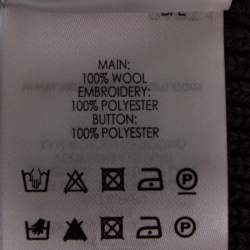 MAIN:
100% WOOL
EMBROIDERY:
100% POLYESTER
BUTTON:
100% POLYESTER